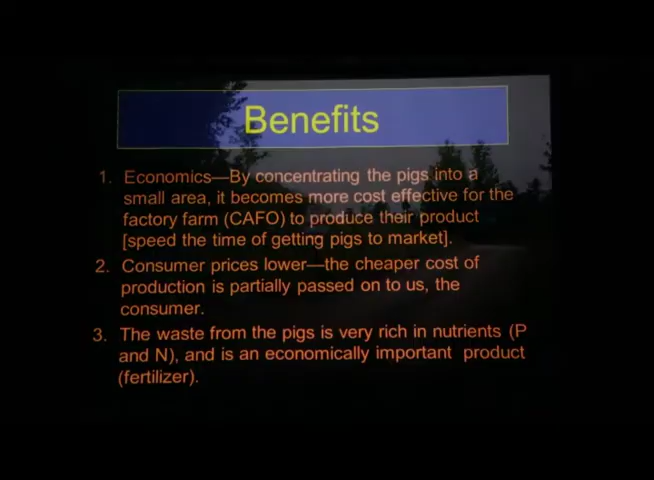 Benefits
1. Economics—By concentrating the pigs into a
small area, it becomes more cost effective for the
factory farm (CAFO) to produce their product
[speed the time of getting pigs to market].
2. Consumer prices lower—the cheaper cost of
production is partially passed on to us, the
consumer.
3. The waste from the pigs is very rich in nutrients (P
and N), and is an economically important product
(fertilizer).